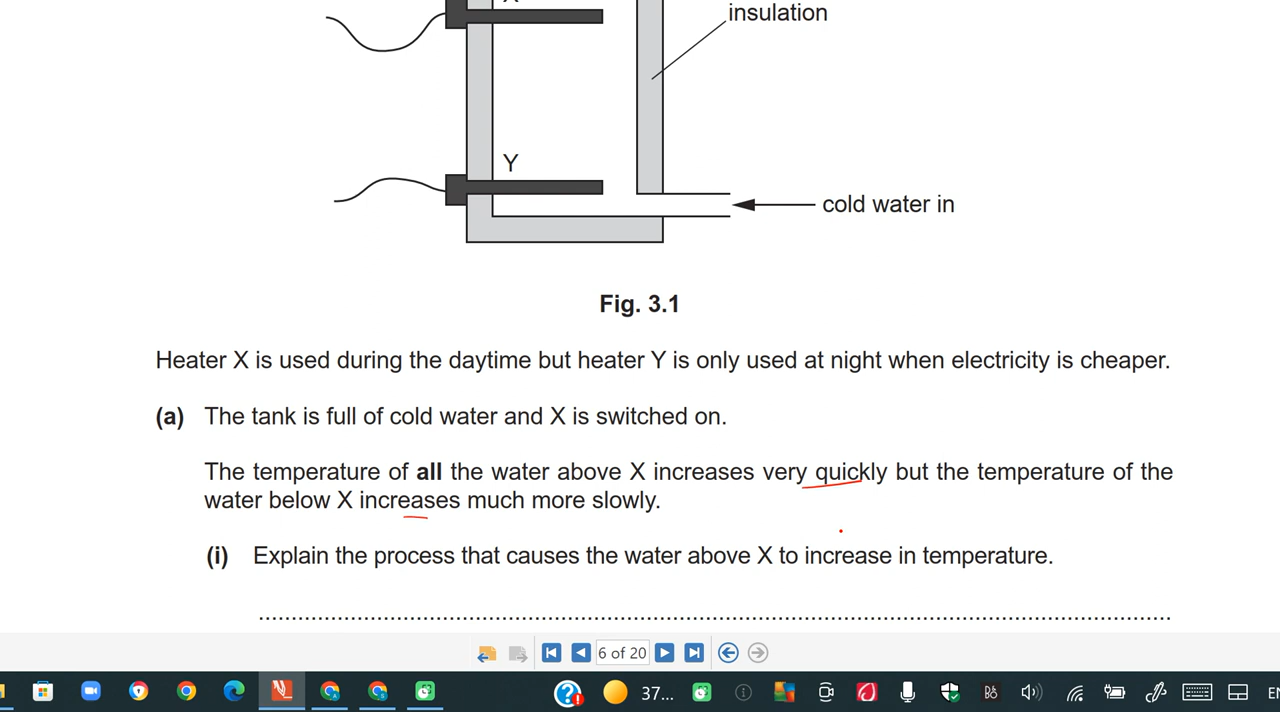 insulation
Y
cold water in
Fig. 3.1
Heater X is used during the daytime but heater Y is only used at night when electricity is cheaper.
(a) The tank is full of cold water and X is switched on.
The temperature of all the water above X increases very quickly but the temperature of the
water below X increases much more slowly.
(i) Explain the process that causes the water above X to increase in temperature.
....................................................................................................................................
6 of 20
37...